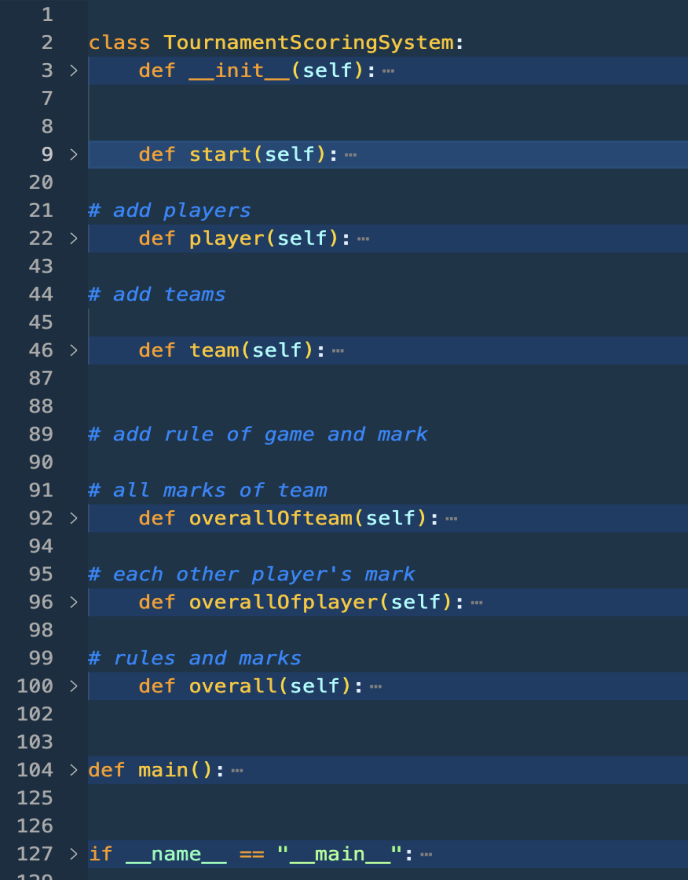 1
2 class TournamentScoringSystem:
3 > def __init__(self): ⋯
7
8
9 > def start(self): ⋯
20
21 # add players
22 > def player(self): ⋯
43
44 # add teams
45
46 > def team(self): ⋯
87
88
89 # add rule of game and mark
90
91 # all marks of team
92 > def overallOfteam(self): ⋯
94
95 # each other player's mark
96 > def overallOfplayer(self): ⋯
98
99 # rules and marks
100 > def overall(self): ⋯
102
103
104 > def main(): ⋯
125
126
127 > if __name__ == "__main__": ⋯